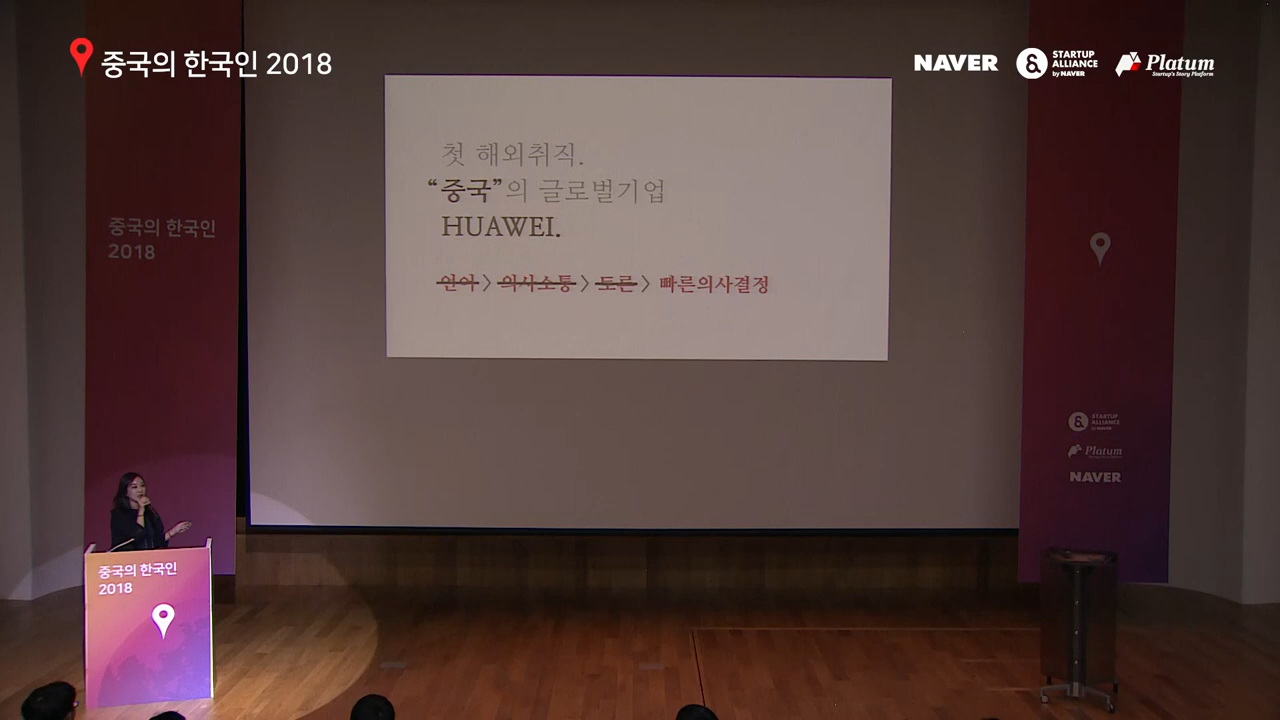 중국의 한국인 2018
NAVER
STARTUP
ALLIANCE
by NAVER
Platum
Startup's Story Platform
첫 해외취직.
“중국”의 글로벌기업
HUAWEI.
언어 > 의사소통 > 토론 > 빠른의사결정
중국의 한국인
2018
STARTUP
ALLIANCE
by NAVER
Platum
NAVER
중국의 한국인
2018